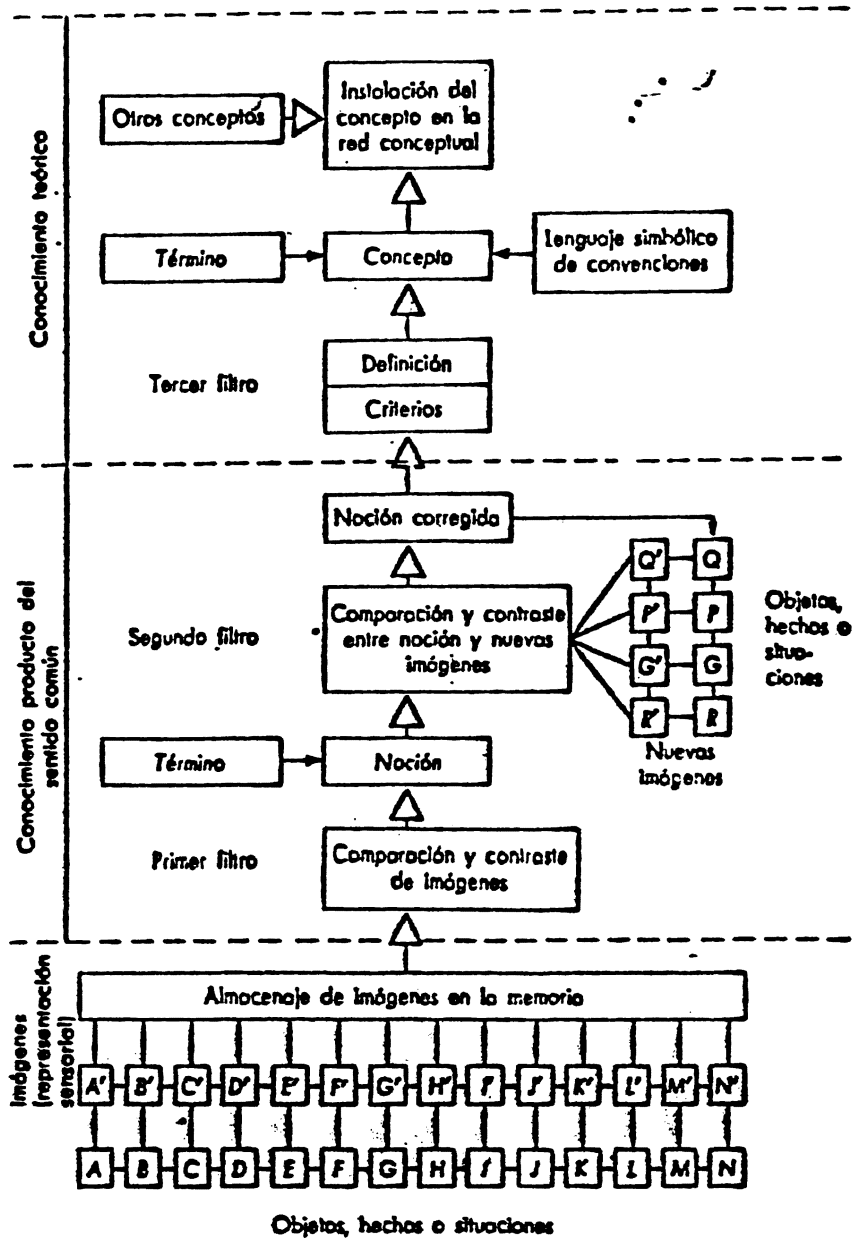 Conocimiento teórico
Otros conceptos
Instalación del
concepto en la
red conceptual
Término
Concepto
Lenguaje simbólico
de convenciones
Tercer filtro
Definición
Criterios
Conocimiento producto del
sentido común
Noción corregida
Segundo filtro
Comparación y contraste
entre noción y nuevas
imágenes
Q' Q
P' P
G' G
R' R
Objetos,
hechos o
situa-
ciones
Nuevas
imágenes
Término
Noción
Primer filtro
Comparación y contraste
de imágenes
Imágenes
(representación
sensorial)
Almacenaje de imágenes en la memoria
A' B' C' D' E' F' G' H' I' J' K' L' M' N'
A B C D E F G H I J K L M N
Objetos, hechos o situaciones